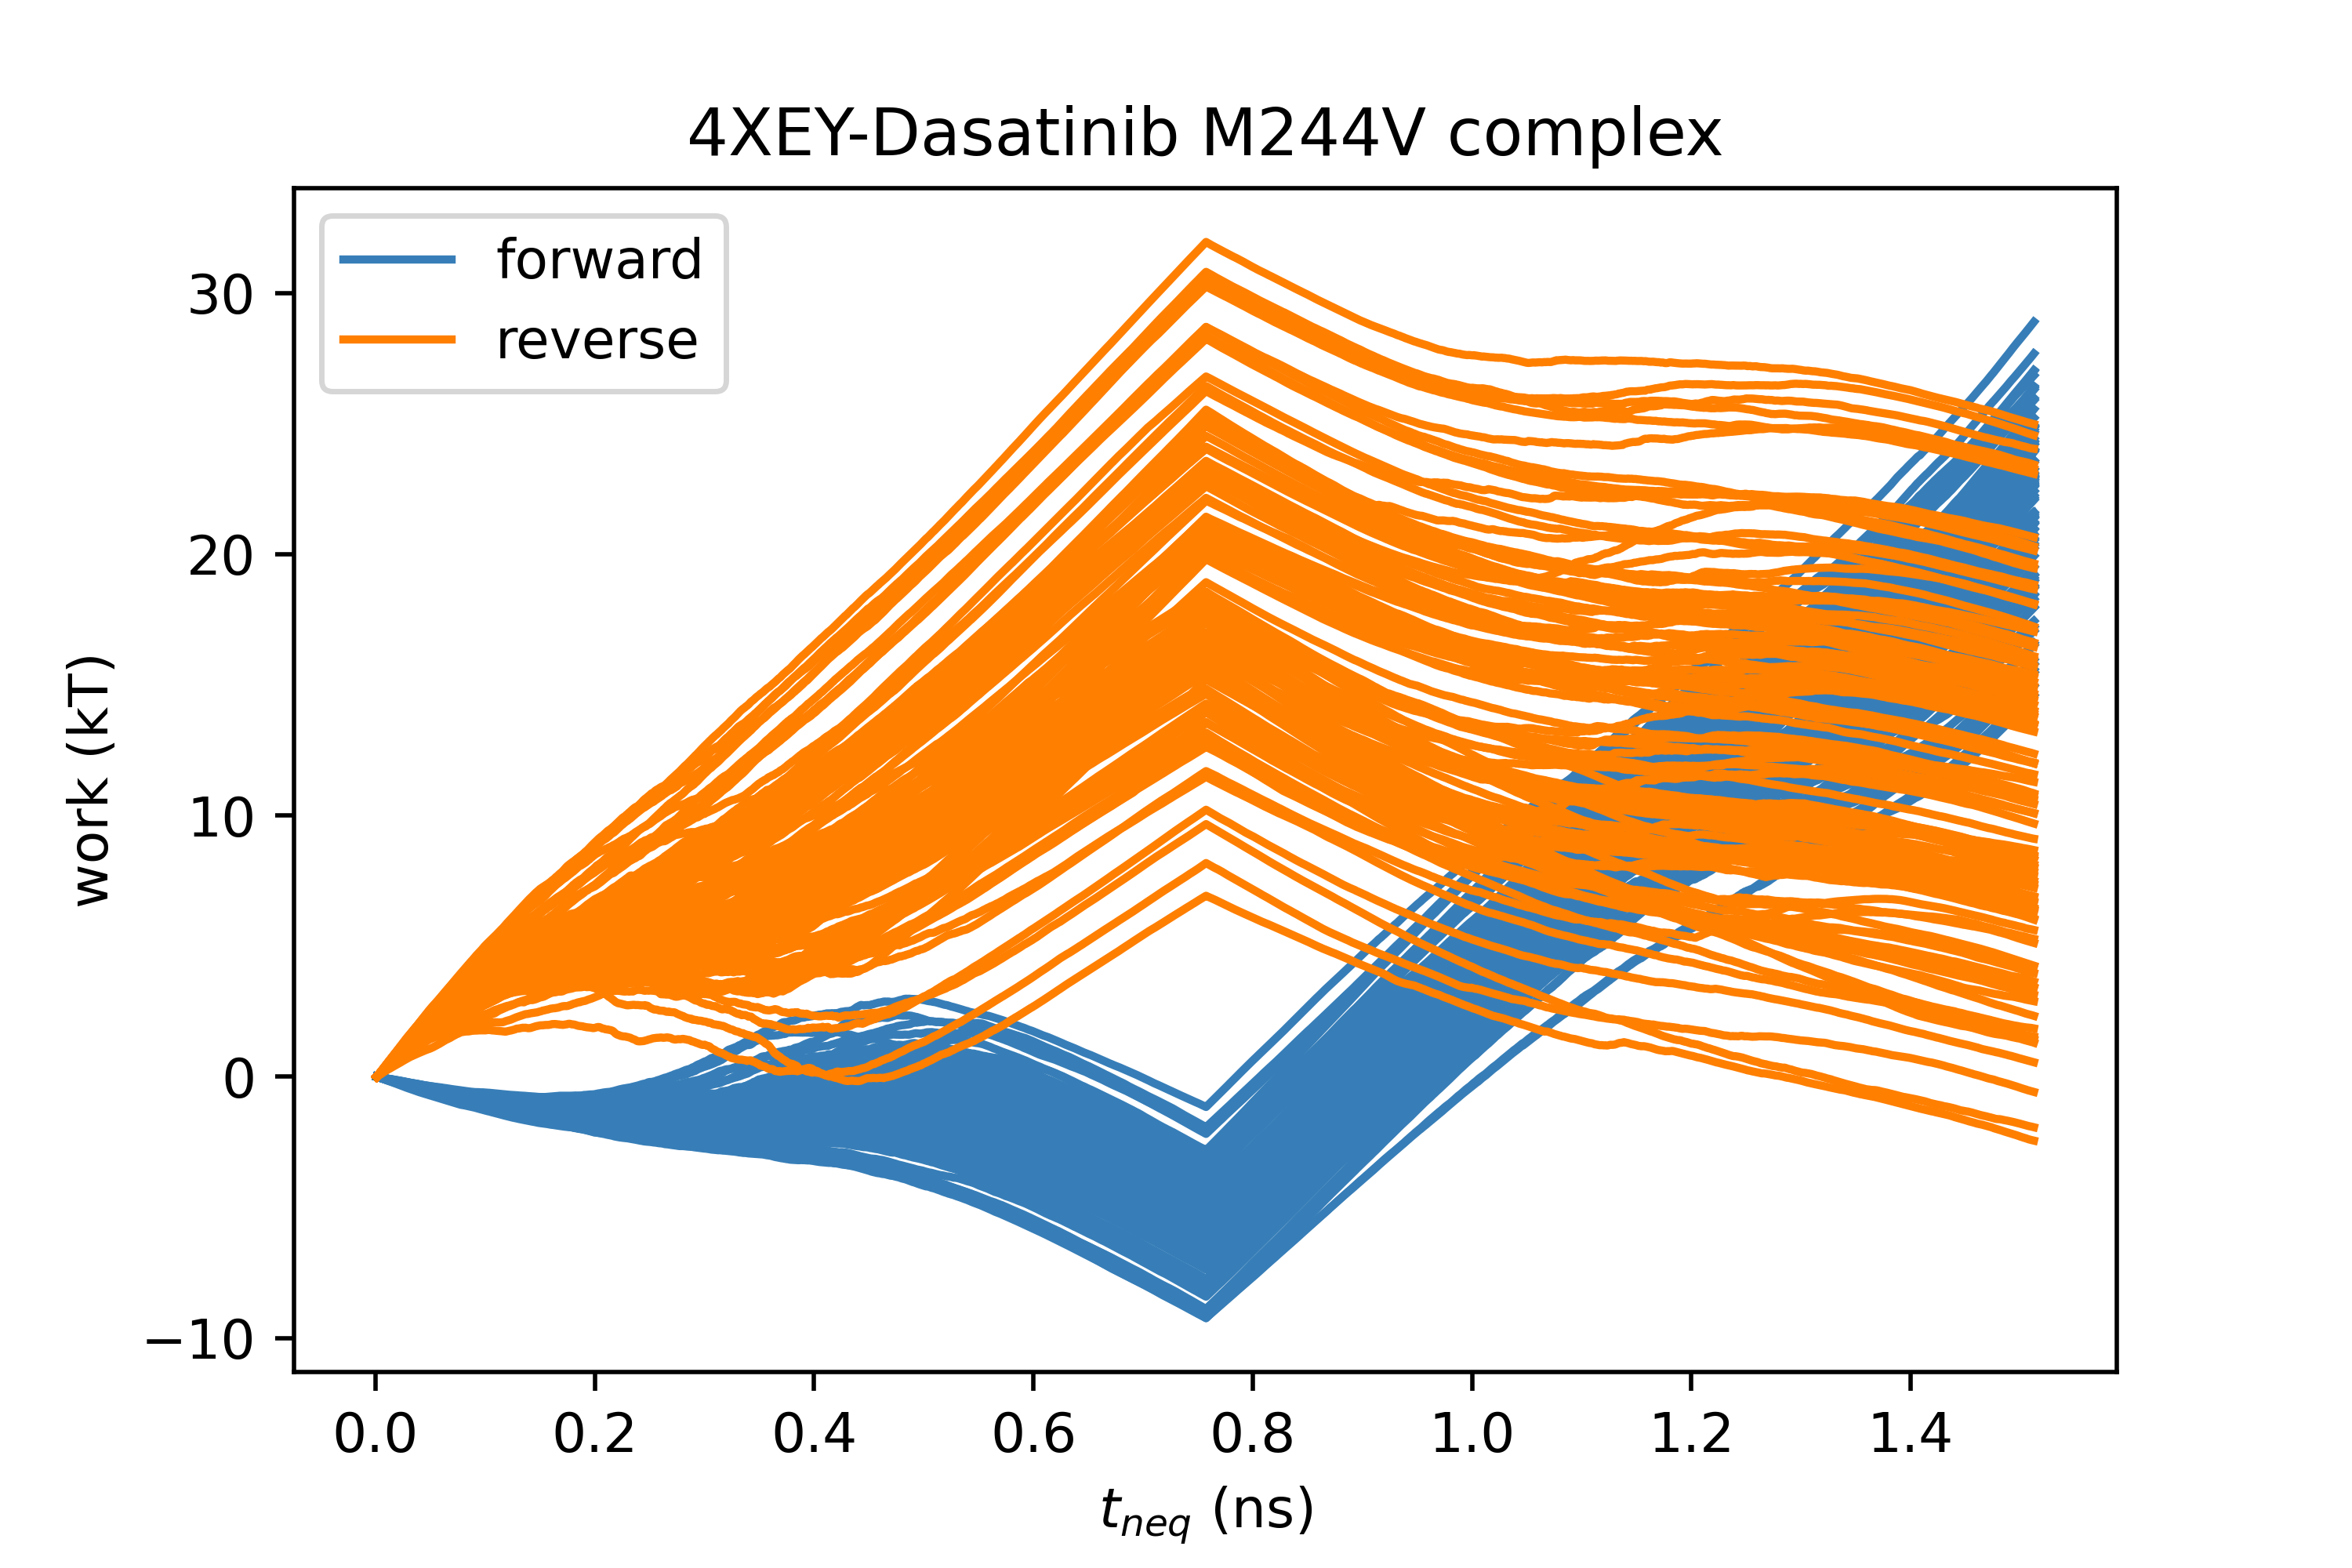 4XEY-Dasatinib M244V complex
forward
reverse
30
20
10
0
−10
work (kT)
0.0 0.2 0.4 0.6 0.8 1.0 1.2 1.4
t_neq (ns)